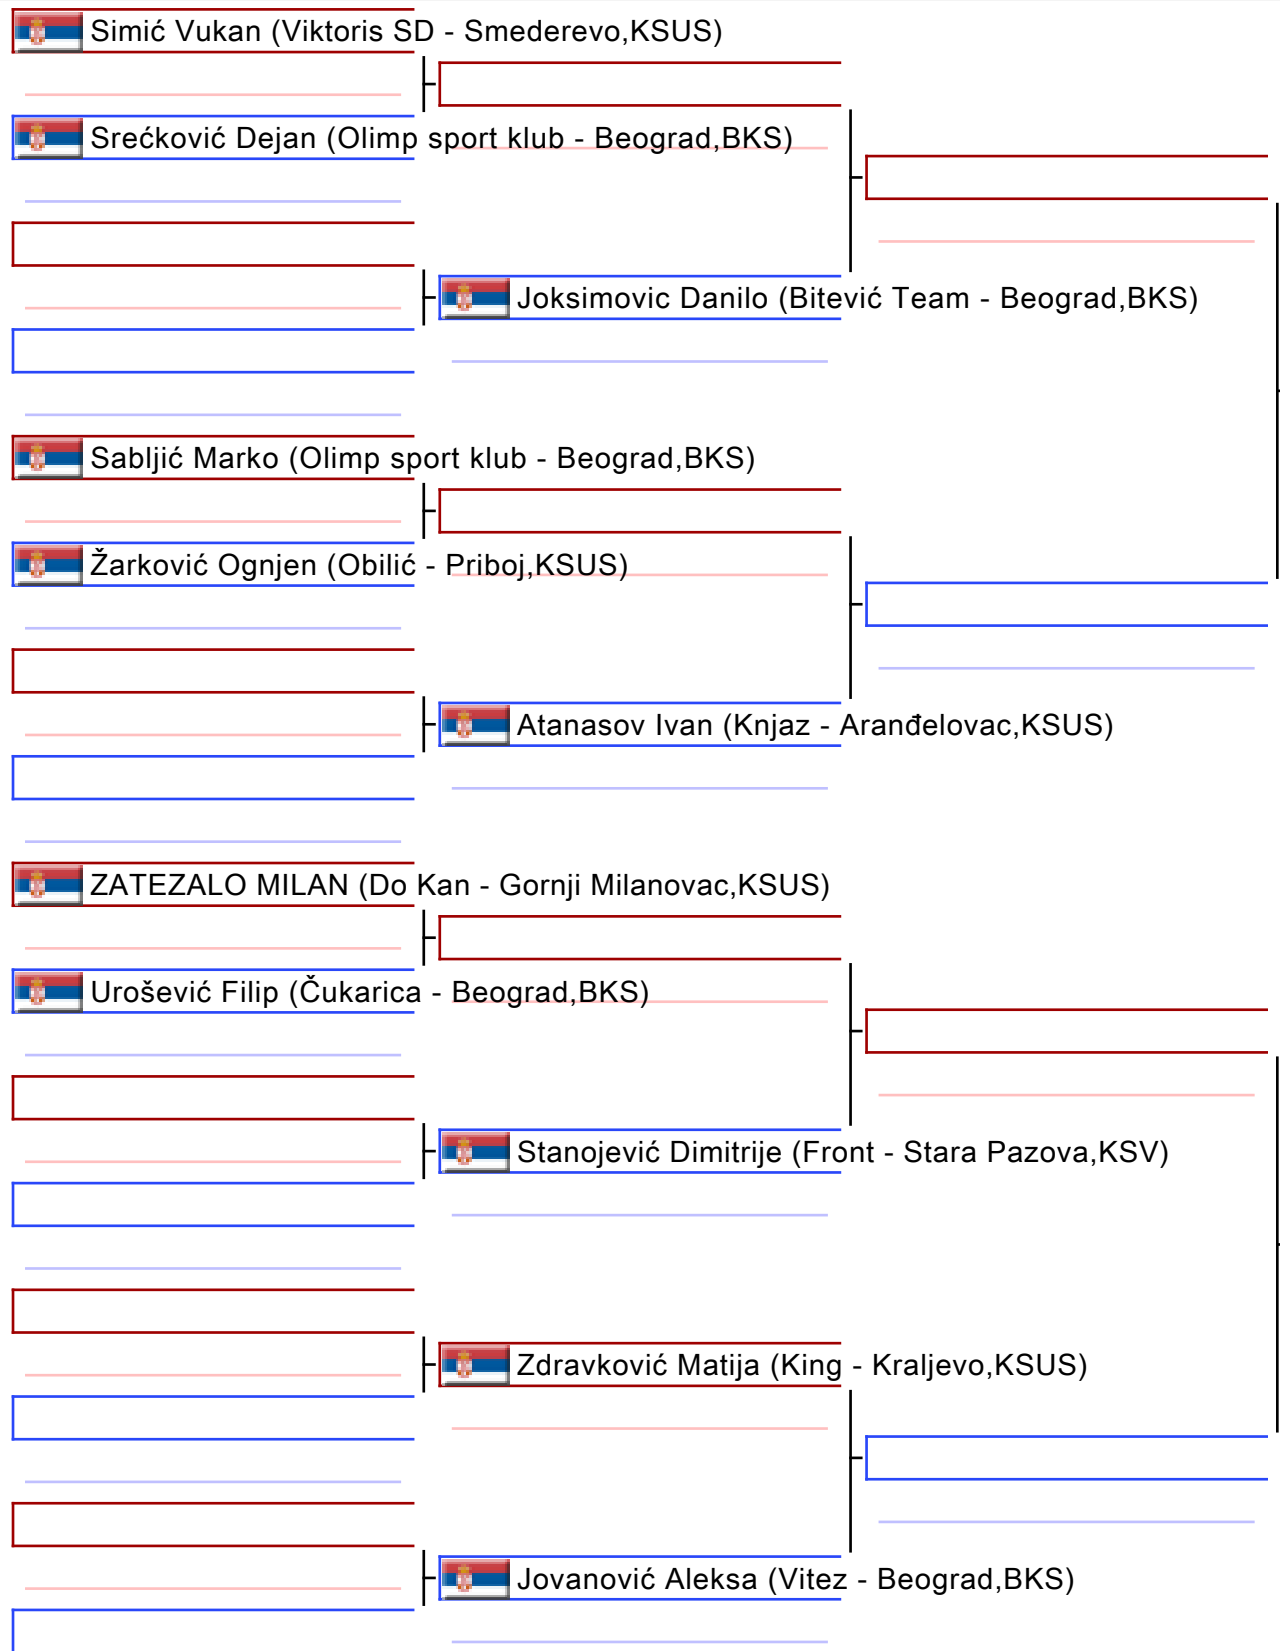 Simić Vukan (Viktoris SD - Smederevo,KSUS)
Srećković Dejan (Olimp sport klub - Beograd,BKS)
Joksimovic Danilo (Bitević Team - Beograd,BKS)
Sabljić Marko (Olimp sport klub - Beograd,BKS)
Žarković Ognjen (Obilić - Priboj,KSUS)
Atanasov Ivan (Knjaz - Aranđelovac,KSUS)
ZATEZALO MILAN (Do Kan - Gornji Milanovac,KSUS)
Urošević Filip (Čukarica - Beograd,BKS)
Stanojević Dimitrije (Front - Stara Pazova,KSV)
Zdravković Matija (King - Kraljevo,KSUS)
Jovanović Aleksa (Vitez - Beograd,BKS)